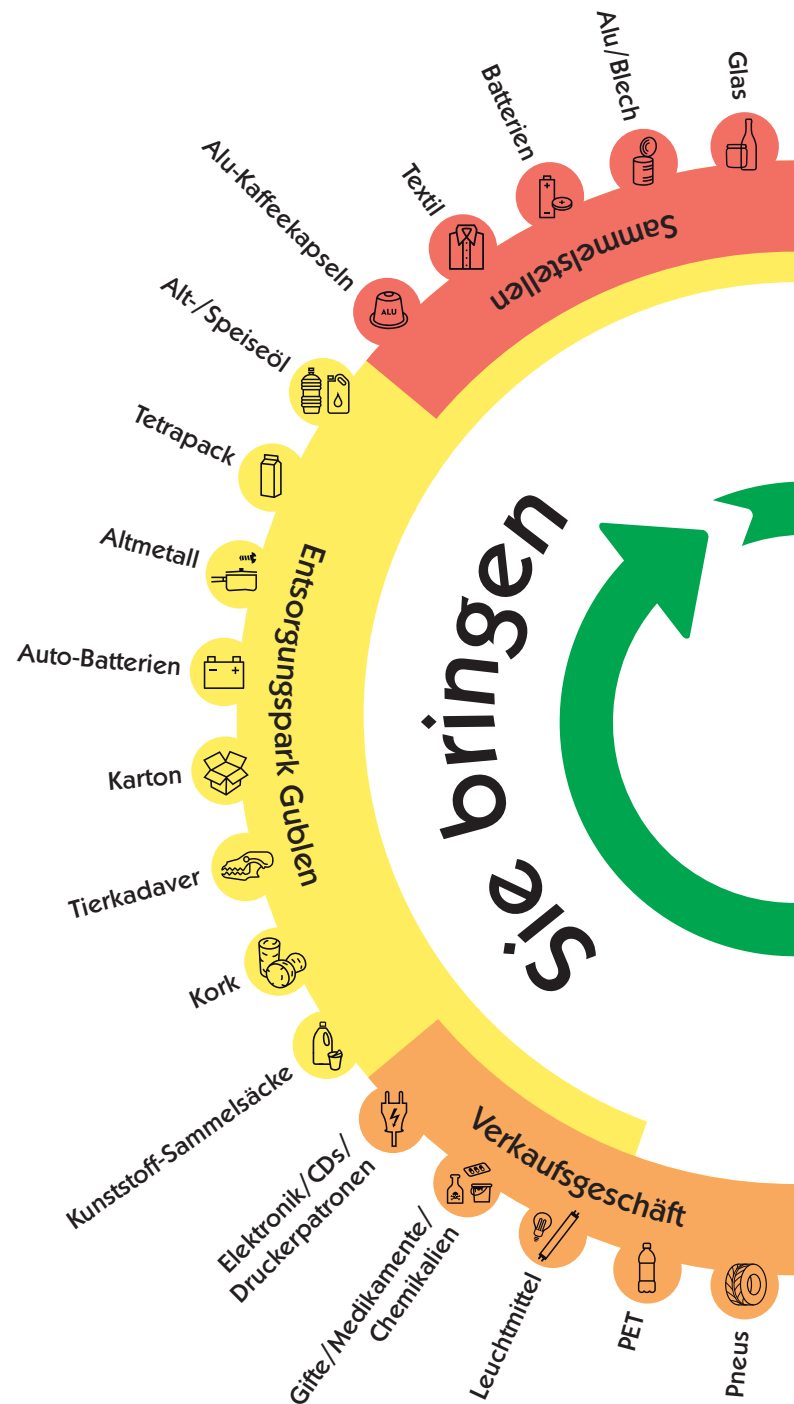 Glas
Alu/Blech
Batterien
Textil
Alu-Kaffeekapseln
ALU
Alt-/Speiseöl
Tetrapack
Altmetall
Auto-Batterien
Karton
Tierkadaver
Kork
Kunststoff-Sammelsäcke
Elektronik/CDs/
Druckerpatronen
Gifte/Medikamente/
Chemikalien
Leuchtmittel
PET
Pneus
Sammelstellen
Entsorgungspark Gublen
Verkaufsgeschäft
Sie bringen